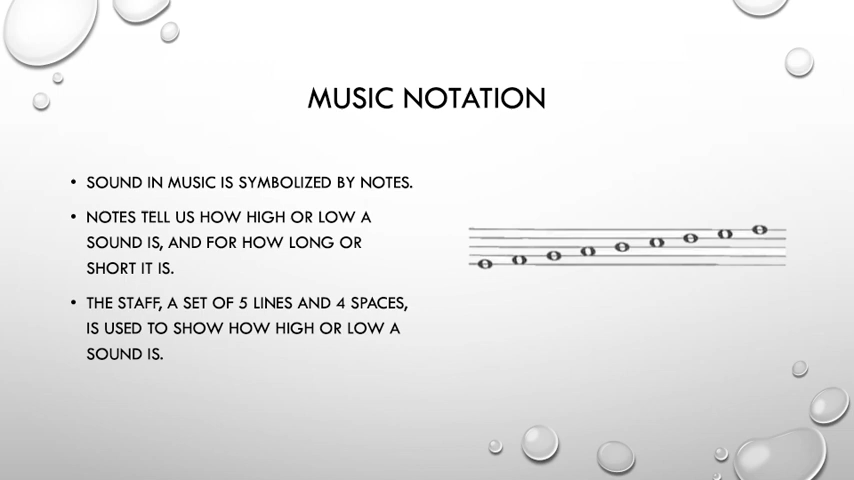 MUSIC NOTATION
• SOUND IN MUSIC IS SYMBOLIZED BY NOTES.
• NOTES TELL US HOW HIGH OR LOW A
SOUND IS, AND FOR HOW LONG OR
SHORT IT IS.
• THE STAFF, A SET OF 5 LINES AND 4 SPACES,
IS USED TO SHOW HOW HIGH OR LOW A
SOUND IS.